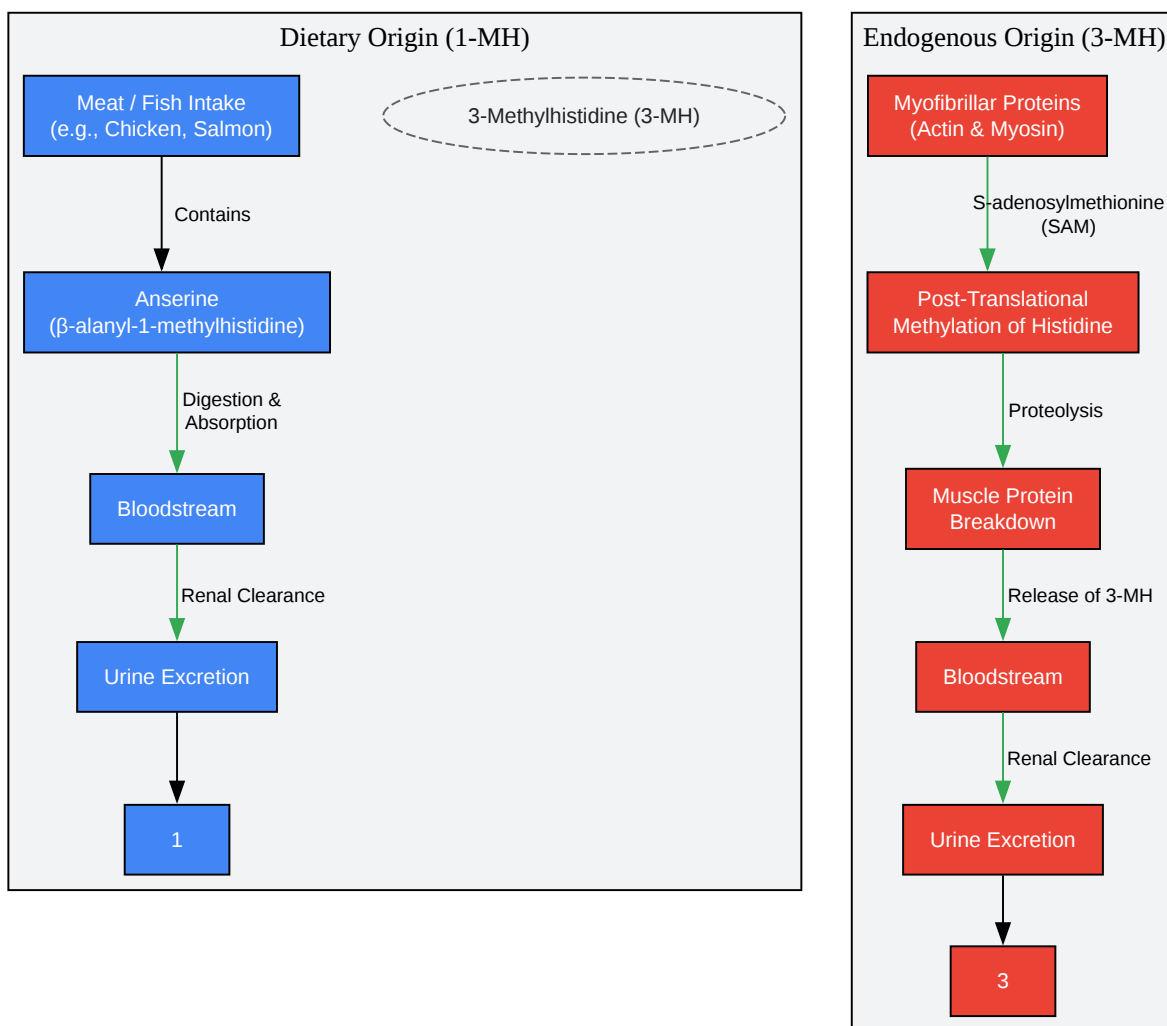 Dietary Origin (1-MH)
Meat / Fish Intake
(e.g., Chicken, Salmon)
3-Methylhistidine (3-MH)
Contains
Anserine
(β-alanyl-1-methylhistidine)
Digestion &
Absorption
Bloodstream
Renal Clearance
Urine Excretion
1
Endogenous Origin (3-MH)
Myofibrillar Proteins
(Actin & Myosin)
S-adenosylmethionine
(SAM)
Post-Translational
Methylation of Histidine
Proteolysis
Muscle Protein
Breakdown
Release of 3-MH
Bloodstream
Renal Clearance
Urine Excretion
3